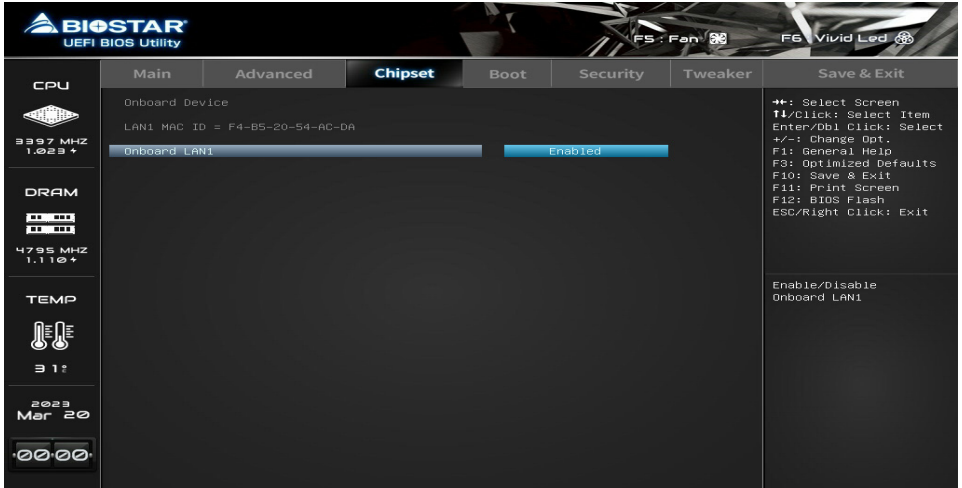 BIOSTAR®
UEFI BIOS Utility
F5 : Fan
F6 Vivid Led
Main Advanced Chipset Boot Security Tweaker Save & Exit
CPU
3397 MHZ
1.023
DRAM
4795 MHZ
1.110
TEMP
31°C
2023
Mar 20
00:00
Onboard Device
LAN1 MAC ID = F4-B5-20-54-AC-DA
Onboard LAN1 Enabled
→←: Select Screen
↑↓/Click: Select Item
Enter/Dbl Click: Select
+/-: Change Opt.
F1: General Help
F3: Optimized Defaults
F10: Save & Exit
F11: Print Screen
F12: BIOS Flash
ESC/Right Click: Exit
Enable/Disable
Onboard LAN1